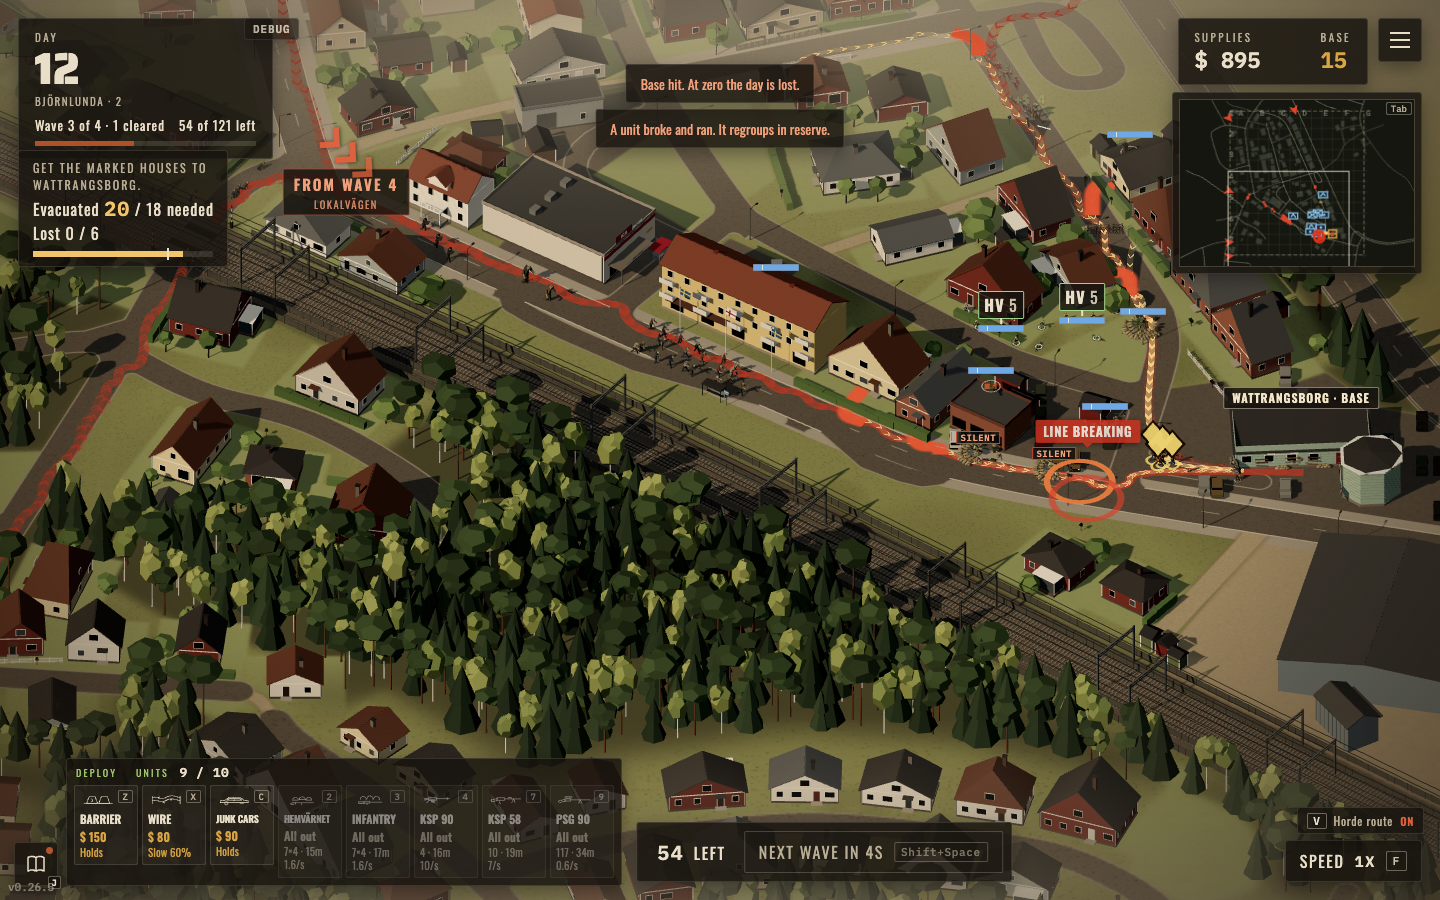 DAY
DEBUG
12
BJÖRNLUNDA · 2
Wave 3 of 4 · 1 cleared 54 of 121 left
GET THE MARKED HOUSES TO
WATTRANGSBORG.
Evacuated 20 / 18 needed
Lost 0 / 6
FROM WAVE 4
LOKALVÄGEN
Base hit. At zero the day is lost.
A unit broke and ran. It regroups in reserve.
SUPPLIES BASE
$ 895 15
Tab
HV 5
HV 5
WATTRANGSBORG · BASE
LINE BREAKING
SILENT
SILENT
DEPLOY UNITS 9 / 10
Z X C 2 3 4 7 9
BARRIER WIRE JUNK CARS HEMVÄRNET INFANTRY KSP 90 KSP 58 PSG 90
$ 150 $ 80 $ 90 All out All out All out All out All out
Holds Slow 60% Holds 7*4 · 15m 7*4 · 17m 4 · 16m 10 · 19m 117 · 34m
1.6/s 1.6/s 10/s 7/s 0.6/s
J
54 LEFT NEXT WAVE IN 4S Shift+Space
V Horde route ON
SPEED 1X F